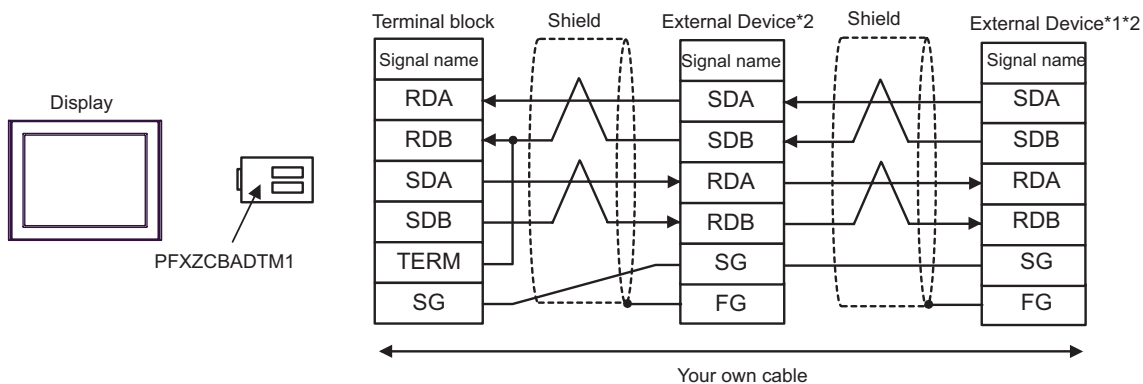 Terminal block
Shield
External Device*2
Shield
External Device*1*2
Signal name
Signal name
Signal name
RDA
SDA
SDA
Display
RDB
SDB
SDB
SDA
RDA
RDA
SDB
RDB
RDB
PFXZCBADTM1
TERM
SG
SG
SG
FG
FG
Your own cable